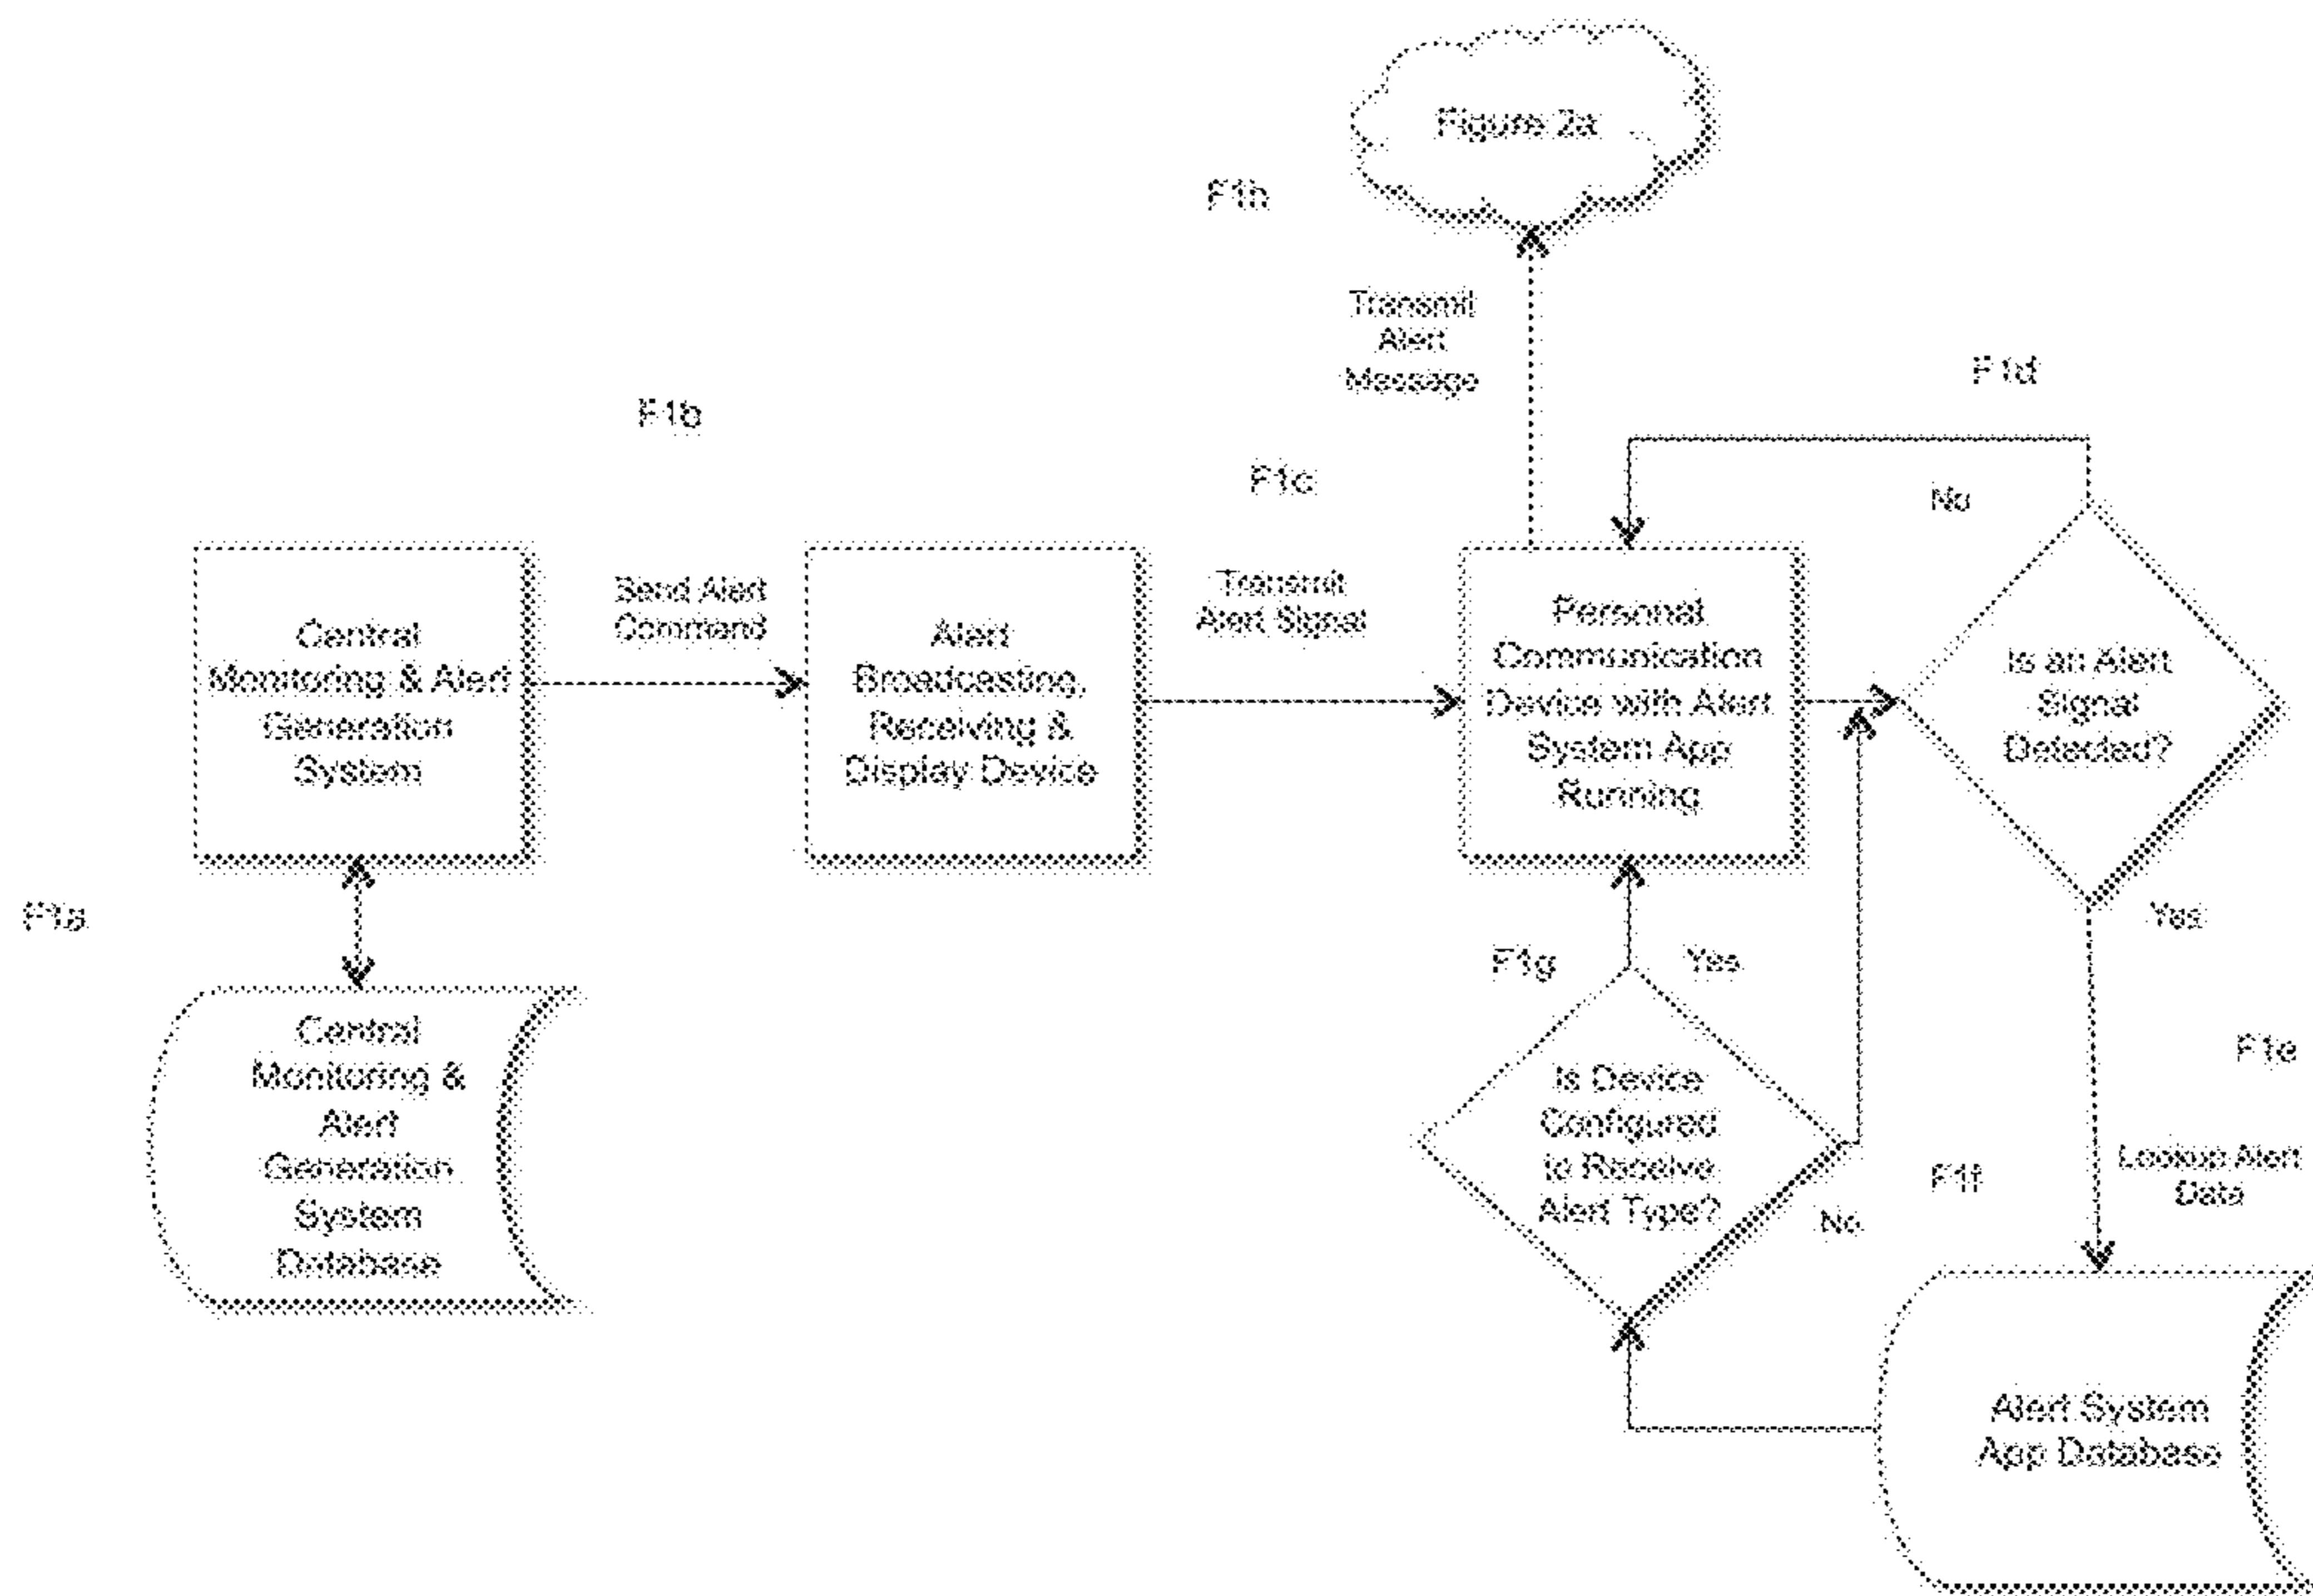 Figure 2a
F1h
Transmit
Alert
Message
F1d
F1b
No
F1c
Send Alert
Command
Transmit
Alert Signal
Central
Monitoring & Alert
Generation
System
Alert
Broadcasting,
Receiving &
Display Device
Personal
Communication
Device with Alert
System App
Running
Is an Alert
Signal
Detected?
F1a
Yes
F1g
Yes
Central
Monitoring &
Alert
Generation
System
Database
Is Device
Configured
to Receive
Alert Type?
F1e
Lookup Alert
Data
F1f
No
Alert System
App Database